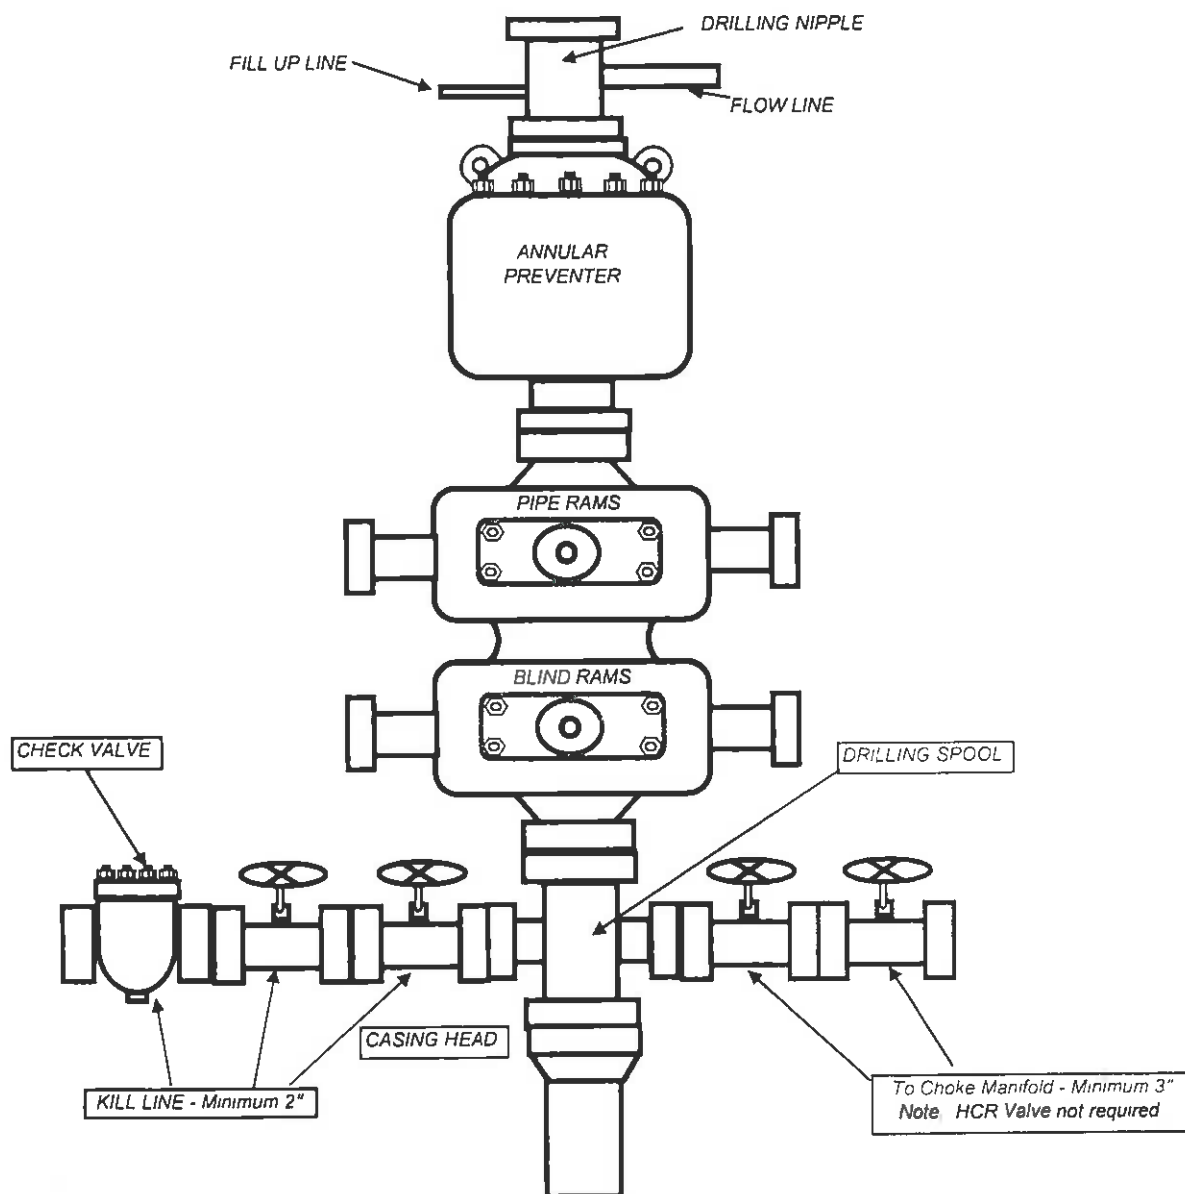 DRILLING NIPPLE
FILL UP LINE
FLOW LINE
ANNULAR
PREVENTER
PIPE RAMS
BLIND RAMS
CHECK VALVE
DRILLING SPOOL
CASING HEAD
KILL LINE - Minimum 2"
To Choke Manifold - Minimum 3"
Note HCR Valve not required